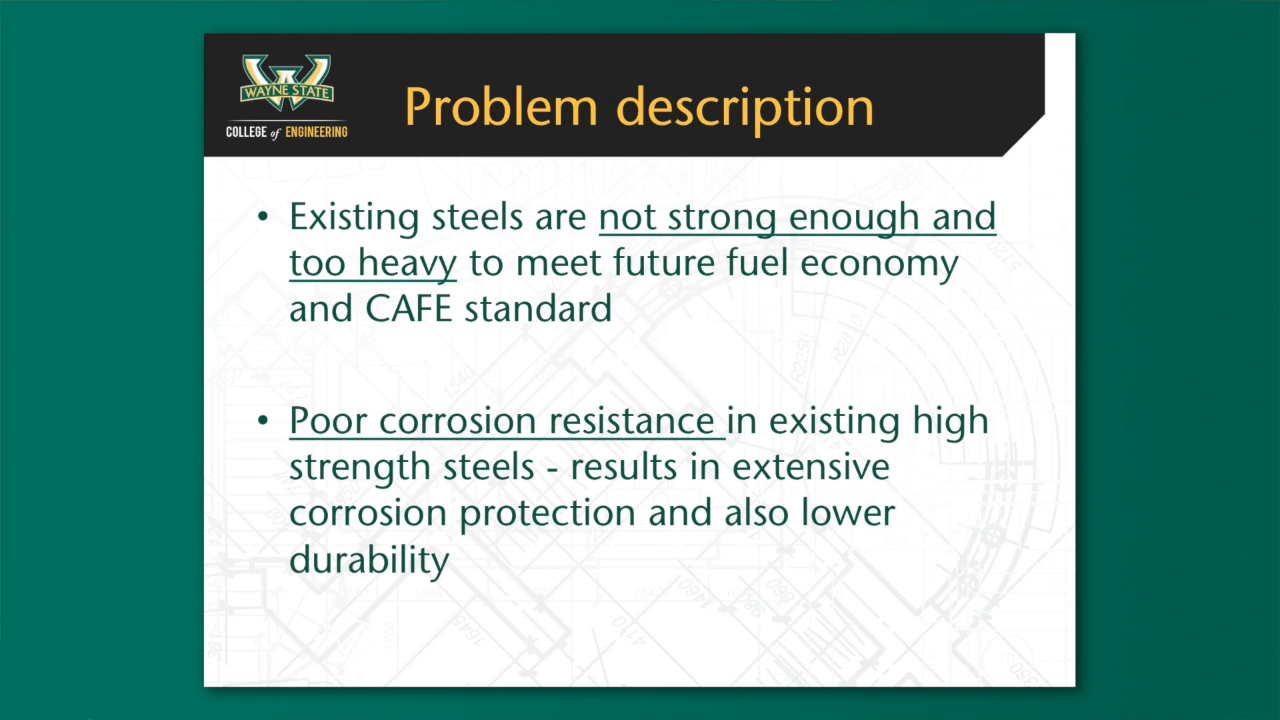 WAYNE STATE
COLLEGE of ENGINEERING
Problem description
• Existing steels are not strong enough and
too heavy to meet future fuel economy
and CAFE standard
• Poor corrosion resistance in existing high
strength steels - results in extensive
corrosion protection and also lower
durability